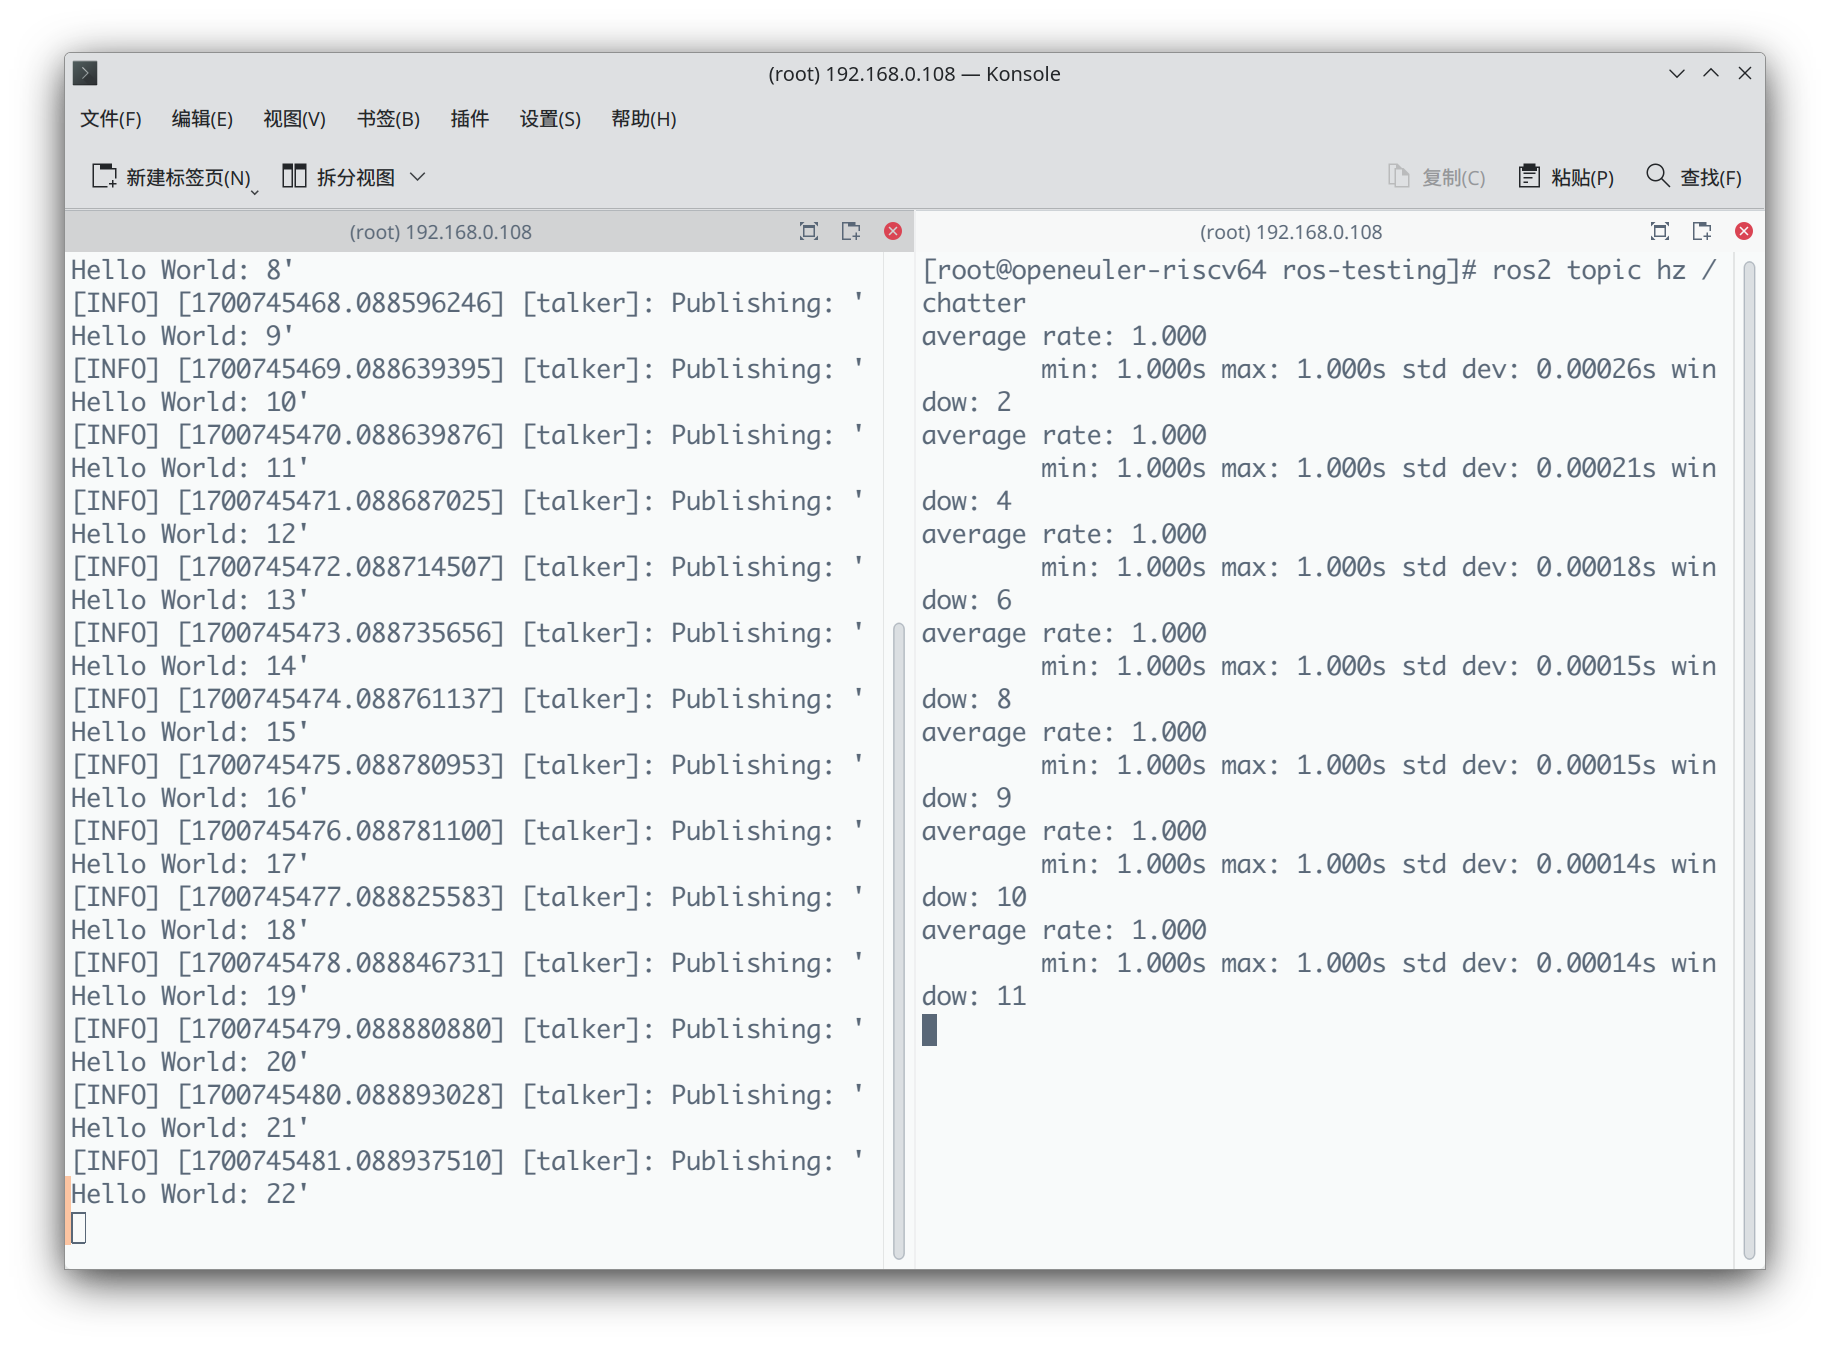 (root) 192.168.0.108 — Konsole
文件(F) 编辑(E) 视图(V) 书签(B) 插件 设置(S) 帮助(H)
新建标签页(N) 拆分视图 复制(C) 粘贴(P) 查找(F)
(root) 192.168.0.108
Hello World: 8'
[INFO] [1700745468.088596246] [talker]: Publishing: '
Hello World: 9'
[INFO] [1700745469.088639395] [talker]: Publishing: '
Hello World: 10'
[INFO] [1700745470.088639876] [talker]: Publishing: '
Hello World: 11'
[INFO] [1700745471.088687025] [talker]: Publishing: '
Hello World: 12'
[INFO] [1700745472.088714507] [talker]: Publishing: '
Hello World: 13'
[INFO] [1700745473.088735656] [talker]: Publishing: '
Hello World: 14'
[INFO] [1700745474.088761137] [talker]: Publishing: '
Hello World: 15'
[INFO] [1700745475.088780953] [talker]: Publishing: '
Hello World: 16'
[INFO] [1700745476.088781100] [talker]: Publishing: '
Hello World: 17'
[INFO] [1700745477.088825583] [talker]: Publishing: '
Hello World: 18'
[INFO] [1700745478.088846731] [talker]: Publishing: '
Hello World: 19'
[INFO] [1700745479.088880880] [talker]: Publishing: '
Hello World: 20'
[INFO] [1700745480.088893028] [talker]: Publishing: '
Hello World: 21'
[INFO] [1700745481.088937510] [talker]: Publishing: '
Hello World: 22'
(root) 192.168.0.108
[root@openeuler-riscv64 ros-testing]# ros2 topic hz /
chatter
average rate: 1.000
min: 1.000s max: 1.000s std dev: 0.00026s win
dow: 2
average rate: 1.000
min: 1.000s max: 1.000s std dev: 0.00021s win
dow: 4
average rate: 1.000
min: 1.000s max: 1.000s std dev: 0.00018s win
dow: 6
average rate: 1.000
min: 1.000s max: 1.000s std dev: 0.00015s win
dow: 8
average rate: 1.000
min: 1.000s max: 1.000s std dev: 0.00015s win
dow: 9
average rate: 1.000
min: 1.000s max: 1.000s std dev: 0.00014s win
dow: 10
average rate: 1.000
min: 1.000s max: 1.000s std dev: 0.00014s win
dow: 11